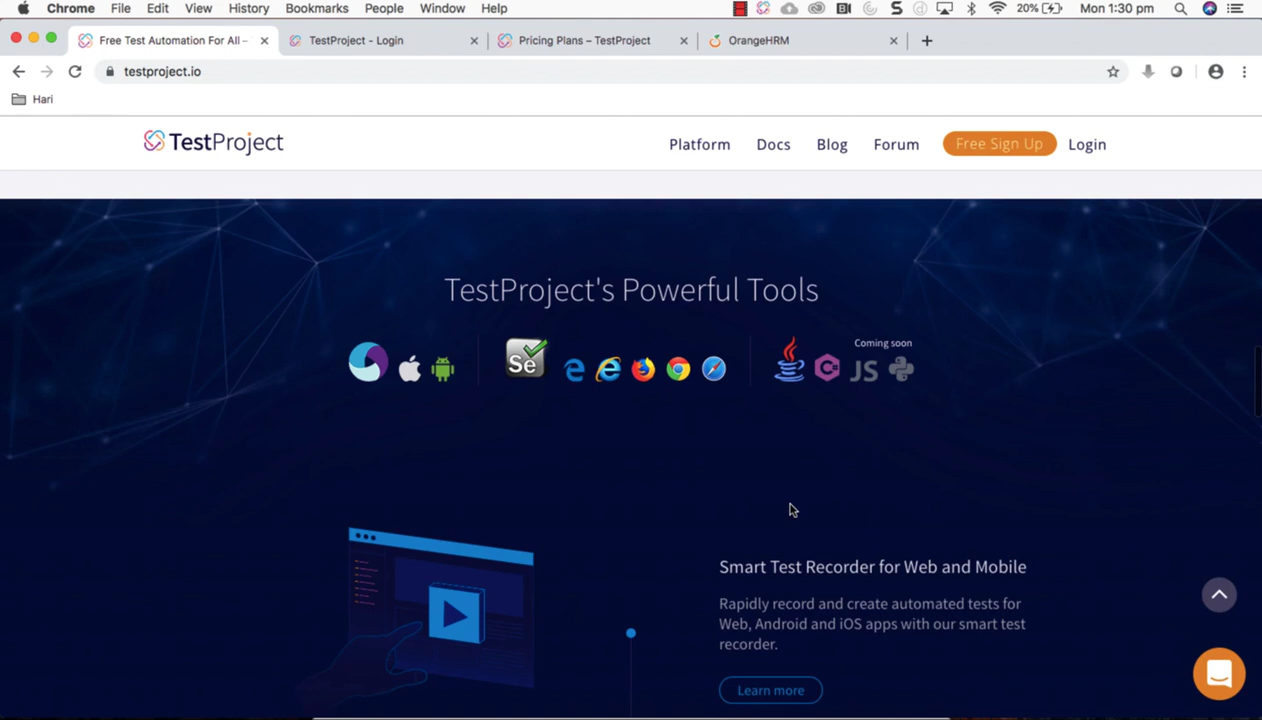 Chrome File Edit View History Bookmarks People Window Help 20% Mon 1:30 pm
Free Test Automation For All – TestProject - Login Pricing Plans – TestProject OrangeHRM
testproject.io
Hari
TestProject Platform Docs Blog Forum Free Sign Up Login
TestProject's Powerful Tools
Coming soon
Se C# JS
Smart Test Recorder for Web and Mobile
Rapidly record and create automated tests for
Web, Android and iOS apps with our smart test
recorder.
Learn more